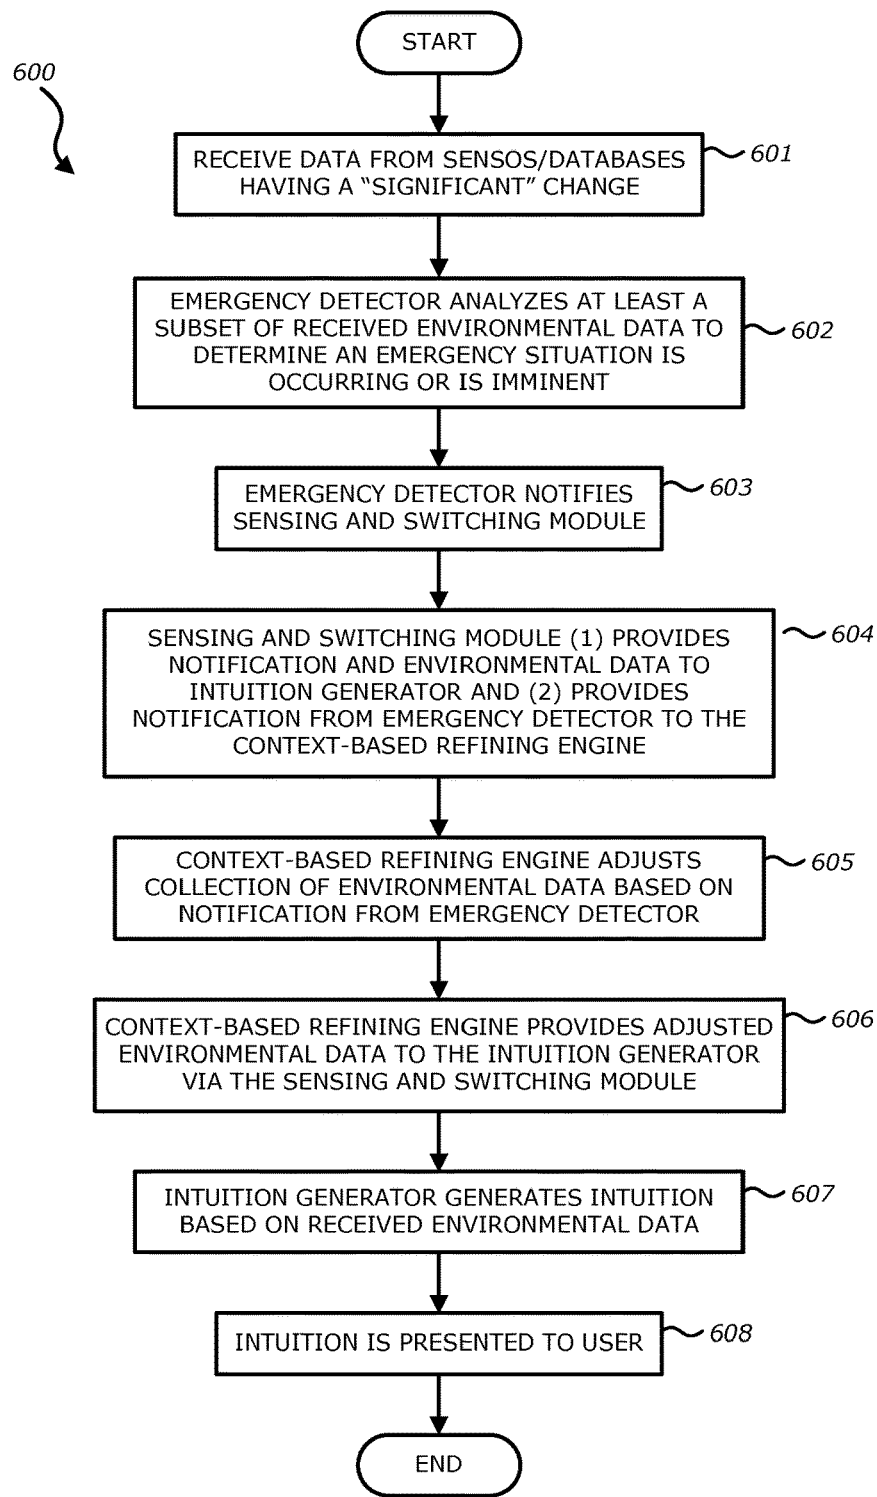 START
600
RECEIVE DATA FROM SENSOS/DATABASES
HAVING A “SIGNIFICANT” CHANGE
601
EMERGENCY DETECTOR ANALYZES AT LEAST A
SUBSET OF RECEIVED ENVIRONMENTAL DATA TO
DETERMINE AN EMERGENCY SITUATION IS
OCCURRING OR IS IMMINENT
602
EMERGENCY DETECTOR NOTIFIES
SENSING AND SWITCHING MODULE
603
SENSING AND SWITCHING MODULE (1) PROVIDES
NOTIFICATION AND ENVIRONMENTAL DATA TO
INTUITION GENERATOR AND (2) PROVIDES
NOTIFICATION FROM EMERGENCY DETECTOR TO THE
CONTEXT-BASED REFINING ENGINE
604
CONTEXT-BASED REFINING ENGINE ADJUSTS
COLLECTION OF ENVIRONMENTAL DATA BASED ON
NOTIFICATION FROM EMERGENCY DETECTOR
605
CONTEXT-BASED REFINING ENGINE PROVIDES ADJUSTED
ENVIRONMENTAL DATA TO THE INTUITION GENERATOR
VIA THE SENSING AND SWITCHING MODULE
606
INTUITION GENERATOR GENERATES INTUITION
BASED ON RECEIVED ENVIRONMENTAL DATA
607
INTUITION IS PRESENTED TO USER
608
END